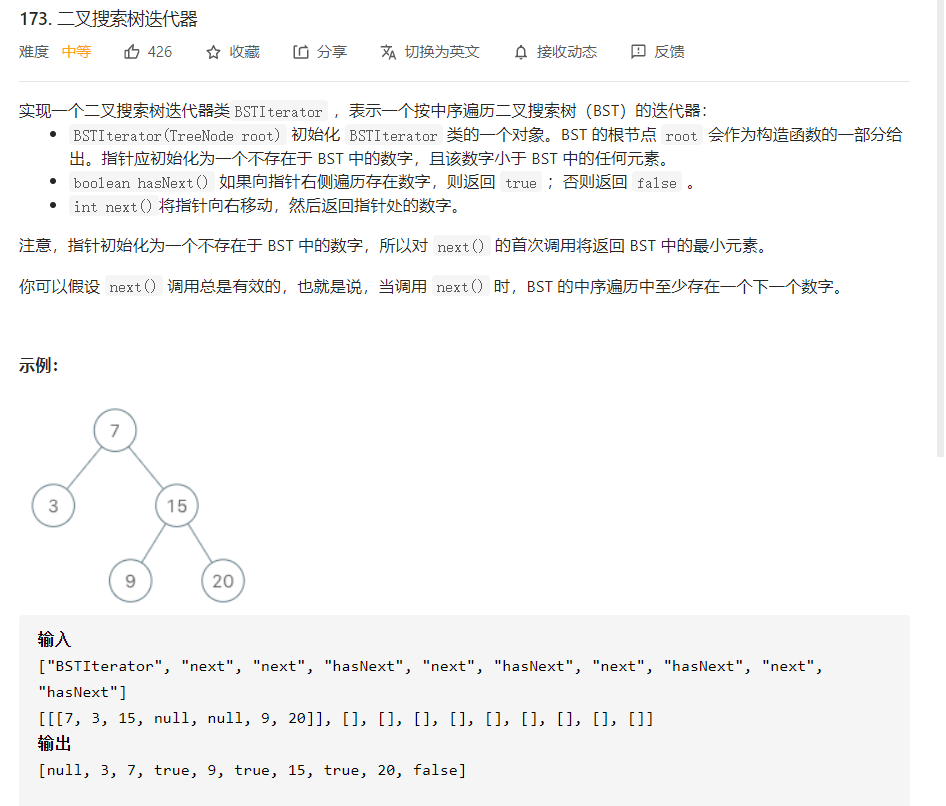 173. 二叉搜索树迭代器
难度 中等 426 收藏 分享 切换为英文 接收动态 反馈
实现一个二叉搜索树迭代器类 BSTIterator ，表示一个按中序遍历二叉搜索树（BST）的迭代器：
BSTIterator(TreeNode root) 初始化 BSTIterator 类的一个对象。BST 的根节点 root 会作为构造函数的一部分给
出。指针应初始化为一个不存在于 BST 中的数字，且该数字小于 BST 中的任何元素。
boolean hasNext() 如果向指针右侧遍历存在数字，则返回 true ；否则返回 false 。
int next() 将指针向右移动，然后返回指针处的数字。
注意，指针初始化为一个不存在于 BST 中的数字，所以对 next() 的首次调用将返回 BST 中的最小元素。
你可以假设 next() 调用总是有效的，也就是说，当调用 next() 时，BST 的中序遍历中至少存在一个下一个数字。
示例：
7
3 15
9 20
输入
["BSTIterator", "next", "next", "hasNext", "next", "hasNext", "next", "hasNext", "next",
"hasNext"]
[[[7, 3, 15, null, null, 9, 20]], [], [], [], [], [], [], [], [], []]
输出
[null, 3, 7, true, 9, true, 15, true, 20, false]